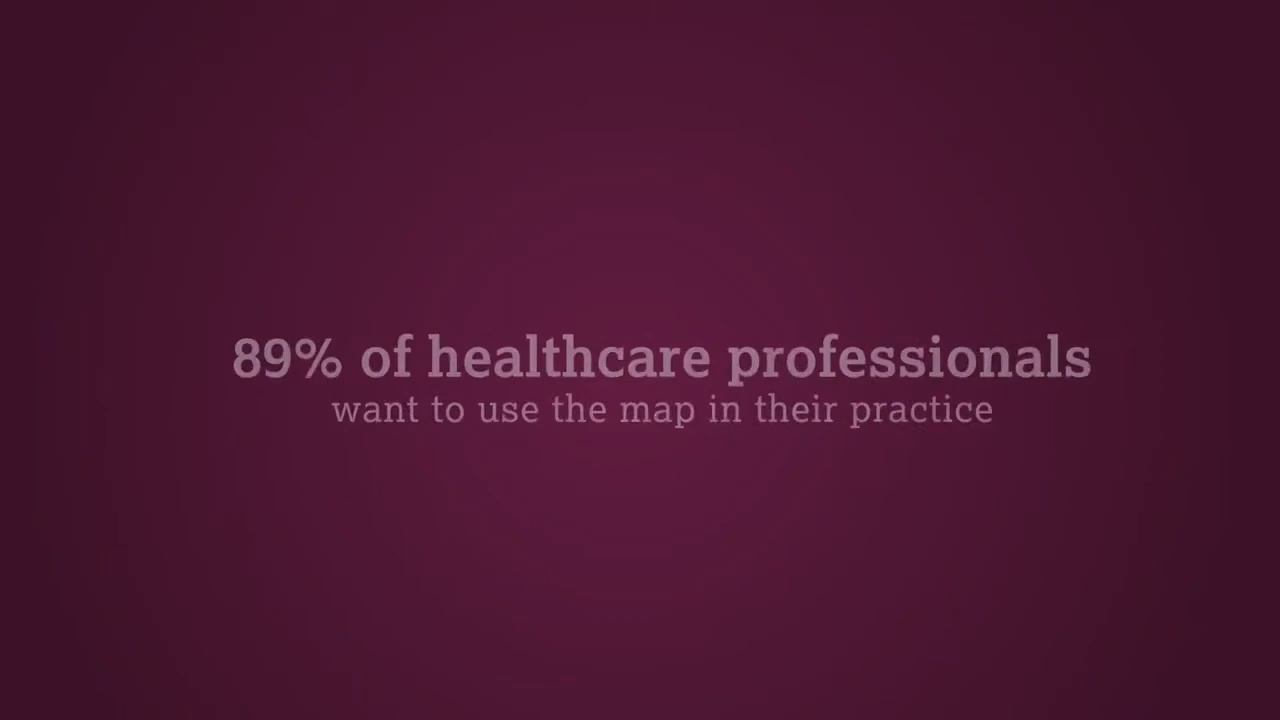 89% of healthcare professionals
want to use the map in their practice